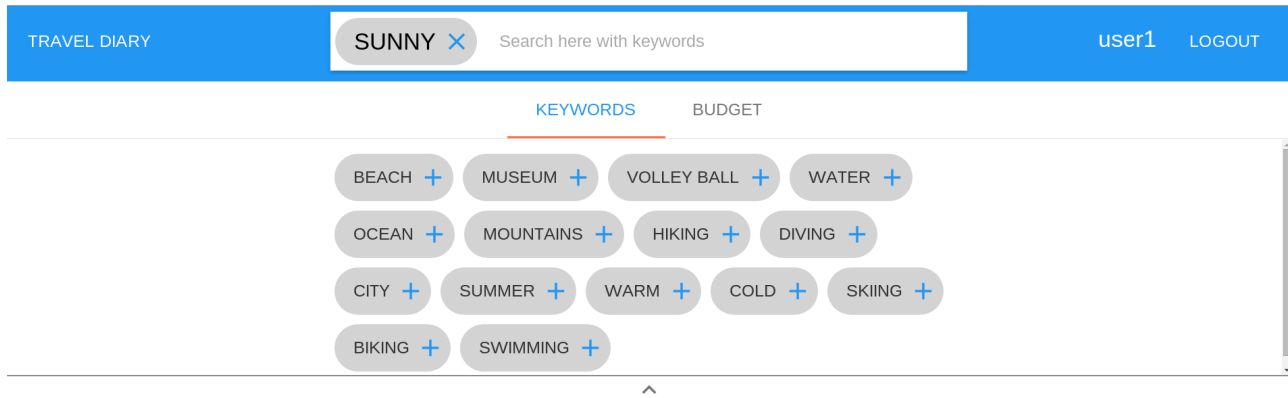 TRAVEL DIARY SUNNY Search here with keywords user1 LOGOUT
KEYWORDS BUDGET
BEACH MUSEUM VOLLEY BALL WATER
OCEAN MOUNTAINS HIKING DIVING
CITY SUMMER WARM COLD SKIING
BIKING SWIMMING